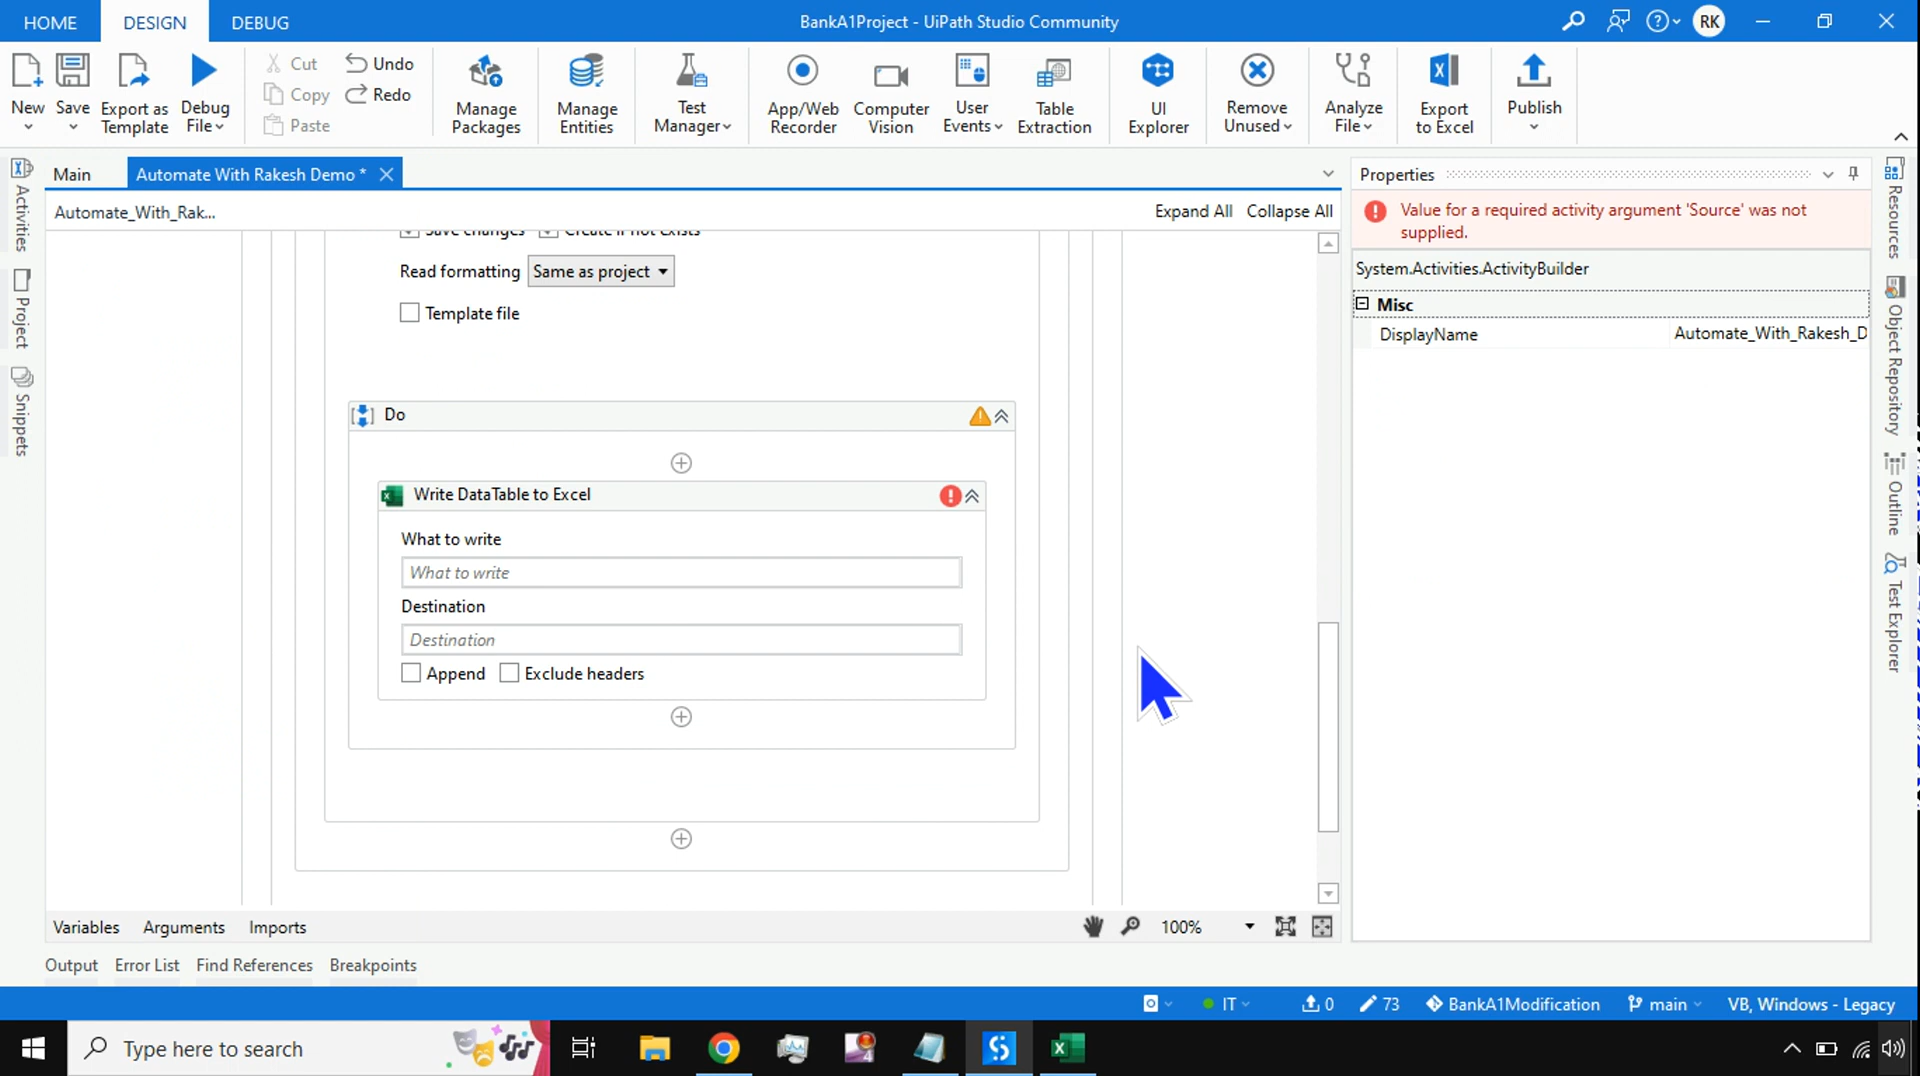 HOME DESIGN DEBUG BankA1Project - UiPath Studio Community RK
New Save Export as Template Debug File Cut Copy Paste Undo Redo Manage Packages Manage Entities Test Manager App/Web Recorder Computer Vision User Events Table Extraction UI Explorer Remove Unused Analyze File Export to Excel Publish
Main Automate With Rakesh Demo * Properties
Automate_With_Rak... Expand All Collapse All
Value for a required activity argument 'Source' was not
supplied.
Save changes Create if not exists
Read formatting Same as project
Template file
System.Activities.ActivityBuilder
Misc
DisplayName Automate_With_Rakesh_D
Do
Write DataTable to Excel
What to write
What to write
Destination
Destination
Append Exclude headers
Activities
Project
Snippets
Resources
Object Repository
Outline
Test Explorer
Variables Arguments Imports 100%
Output Error List Find References Breakpoints
IT 0 73 BankA1Modification main VB, Windows - Legacy
Type here to search